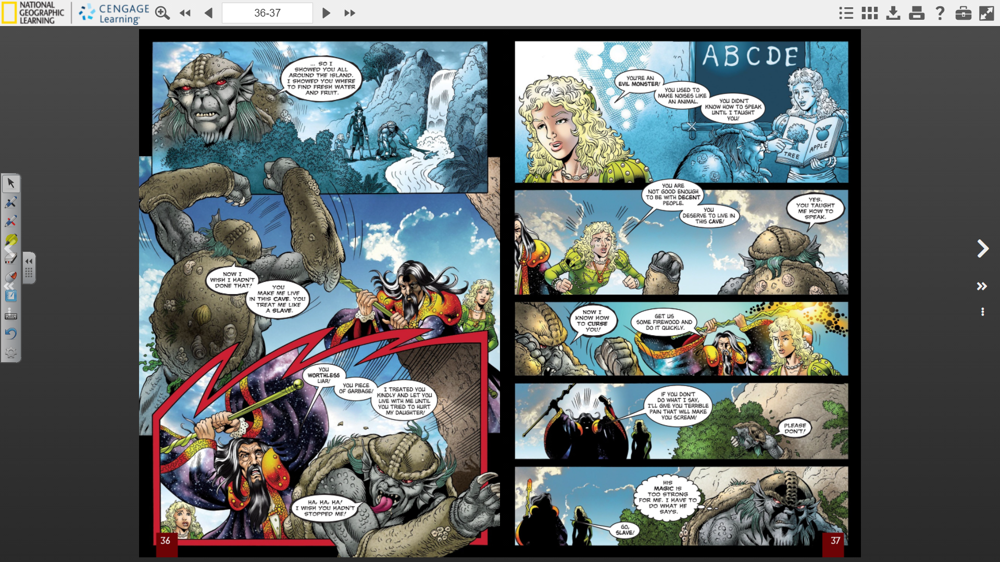 NATIONAL
GEOGRAPHIC
LEARNING
CENGAGE
Learning
36-37
... SO I
SHOWED YOU ALL
AROUND THE ISLAND.
I SHOWED YOU WHERE
TO FIND FRESH WATER
AND FRUIT.
NOW I
WISH I HADN'T
DONE THAT!
YOU
MAKE ME LIVE
IN THIS CAVE. YOU
TREAT ME LIKE
A SLAVE.
YOU
WORTHLESS
LIAR!
YOU PIECE
OF GARBAGE!
I TREATED YOU
KINDLY AND LET YOU
LIVE WITH ME UNTIL
YOU TRIED TO HURT
MY DAUGHTER!
HA, HA, HA!
I WISH YOU HADN'T
STOPPED ME!
36
A B C D E
YOU'RE AN
EVIL MONSTER!
YOU USED TO
MAKE NOISES LIKE
AN ANIMAL.
YOU DIDN'T
KNOW HOW TO SPEAK
UNTIL I TAUGHT
YOU!
TREE
APPLE
YOU ARE
NOT GOOD ENOUGH
TO BE WITH DECENT
PEOPLE.
YOU
DESERVE TO LIVE IN
THIS CAVE!
YES.
YOU TAUGHT
ME HOW TO
SPEAK.
NOW I
KNOW HOW
TO CURSE
YOU!
GET US
SOME FIREWOOD AND
DO IT QUICKLY.
IF YOU DON'T
DO WHAT I SAY,
I'LL GIVE YOU TERRIBLE
PAIN THAT WILL MAKE
YOU SCREAM!
PLEASE
DON'T!
HIS
MAGIC IS
TOO STRONG
FOR ME. I HAVE TO
DO WHAT HE
SAYS.
GO,
SLAVE!
37